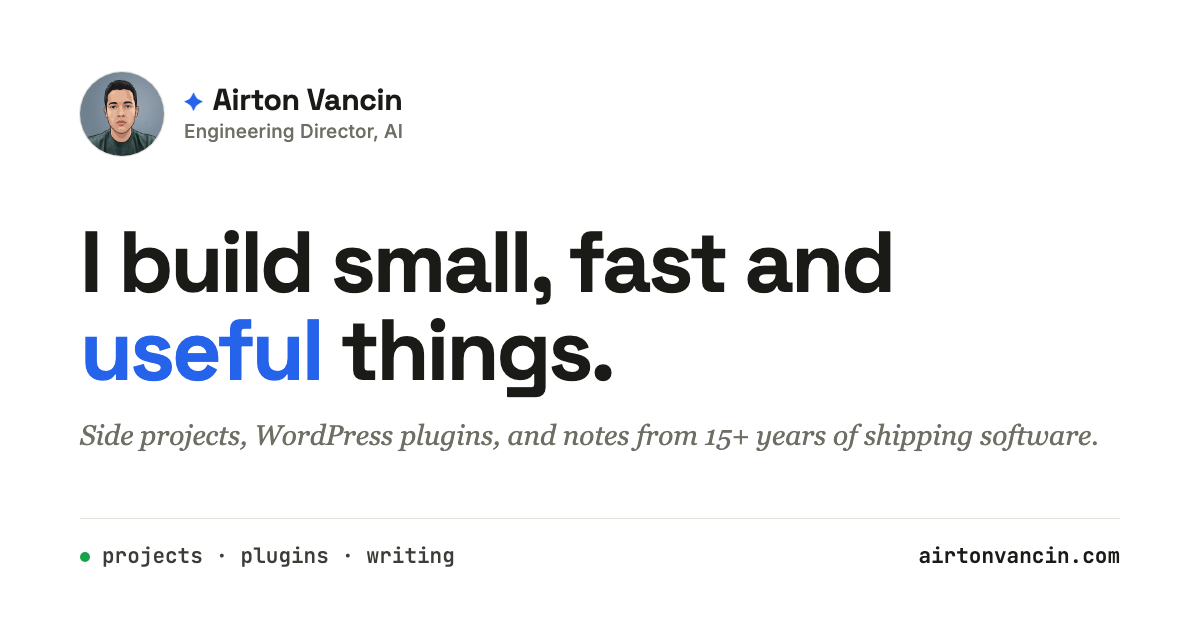 Airton Vancin
Engineering Director, AI
I build small, fast and
useful things.
Side projects, WordPress plugins, and notes from 15+ years of shipping software.
projects · plugins · writing
airtonvancin.com